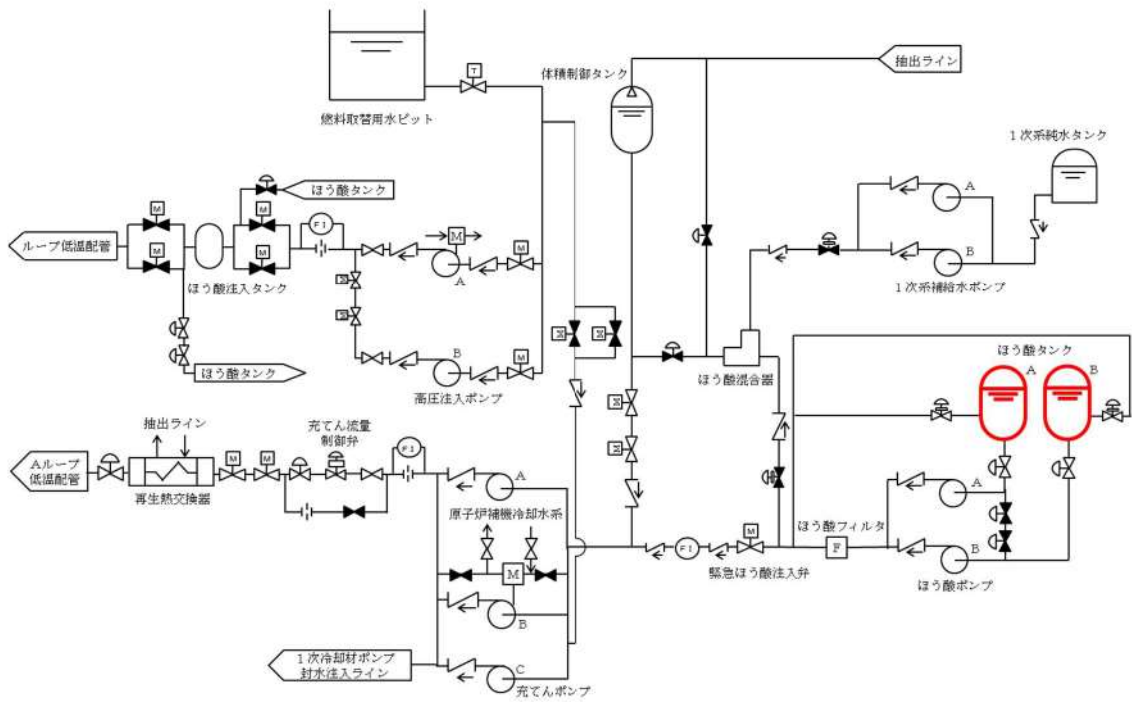 抽出ライン
体積制御タンク
燃料取替用水ピット
1次系純水タンク
ほう酸タンク
A
M
M
FI
M
T
M
ループ低温配管
M
M
A
B
1次系補給水ポンプ
ほう酸注入タンク
M
M
B
M
M
M
高圧注入ポンプ
ほう酸タンク
ほう酸混合器
ほう酸タンク
A
B
抽出ライン
充てん流量
制御弁
FI
M
M
Aループ
低温配管
M
M
A
再生熱交換器
原子炉補機冷却水系
A
ほう酸フィルタ
M
FI
F
B
緊急ほう酸注入弁
ほう酸ポンプ
M
B
1次冷却材ポンプ
封水注入ライン
C
充てんポンプ